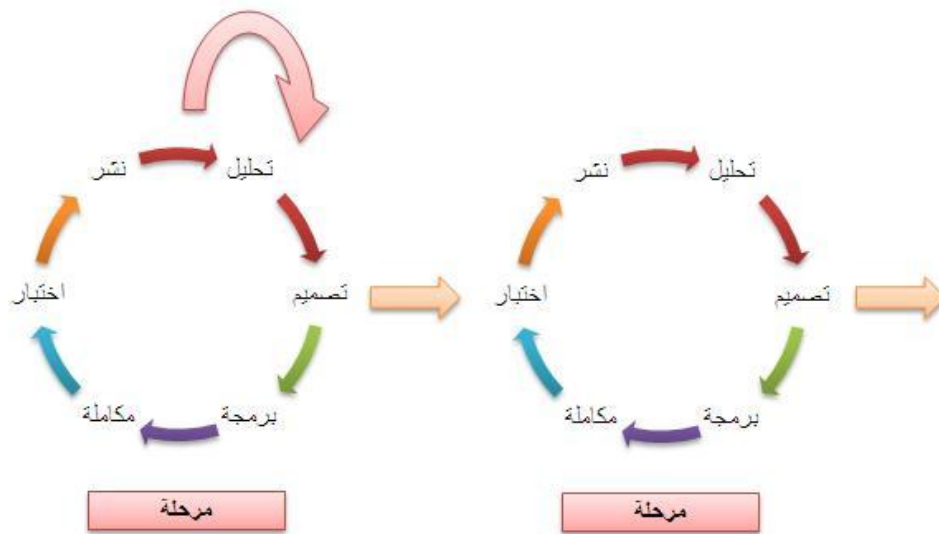 نشر
تحليل
تصميم
برمجة
مكاملة
اختبار
مرحلة
نشر
تحليل
تصميم
برمجة
مكاملة
اختبار
مرحلة